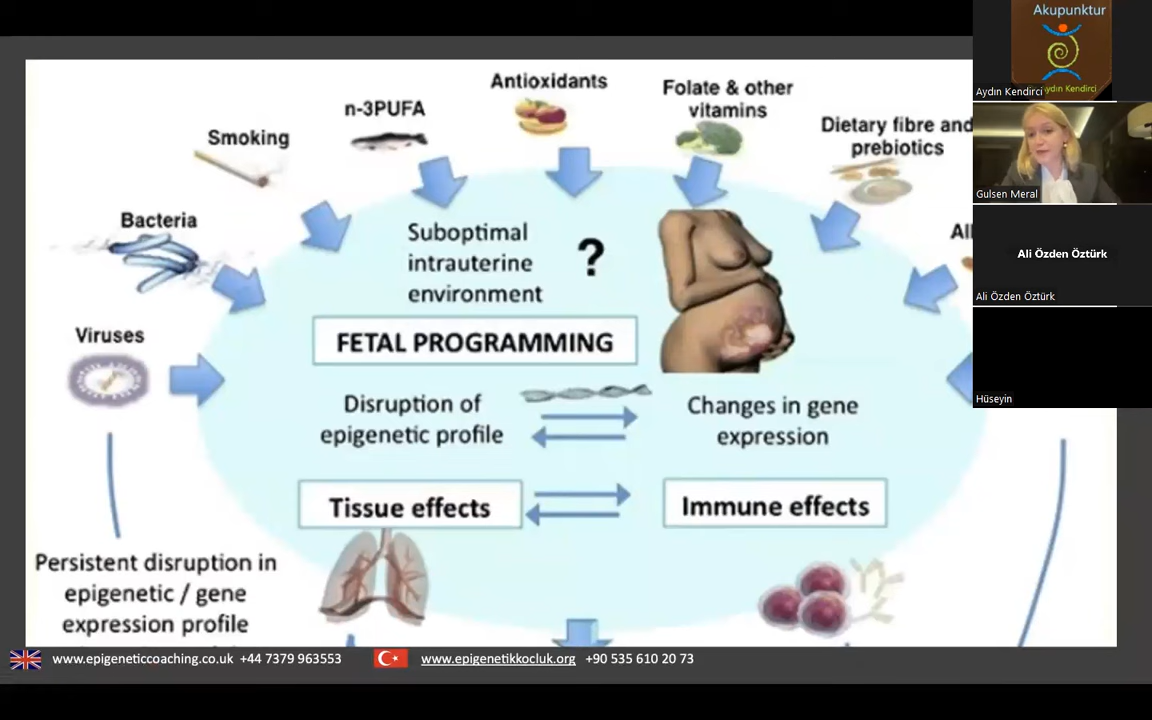 Akupunktur
Aydın Kendirci
Aydın Kendirci
Gulsen Meral
Ali Özden Öztürk
Ali Özden Öztürk
Hüseyin
Antioxidants
Folate & other
vitamins
n-3PUFA
Smoking
Dietary fibre and
prebiotics
Bacteria
All
Suboptimal
intrauterine
environment
?
Viruses
FETAL PROGRAMMING
Disruption of
epigenetic profile
Changes in gene
expression
Tissue effects
Immune effects
Persistent disruption in
epigenetic / gene
expression profile
www.epigeneticcoaching.co.uk +44 7379 963553
www.epigenetikkocluk.org +90 535 610 20 73